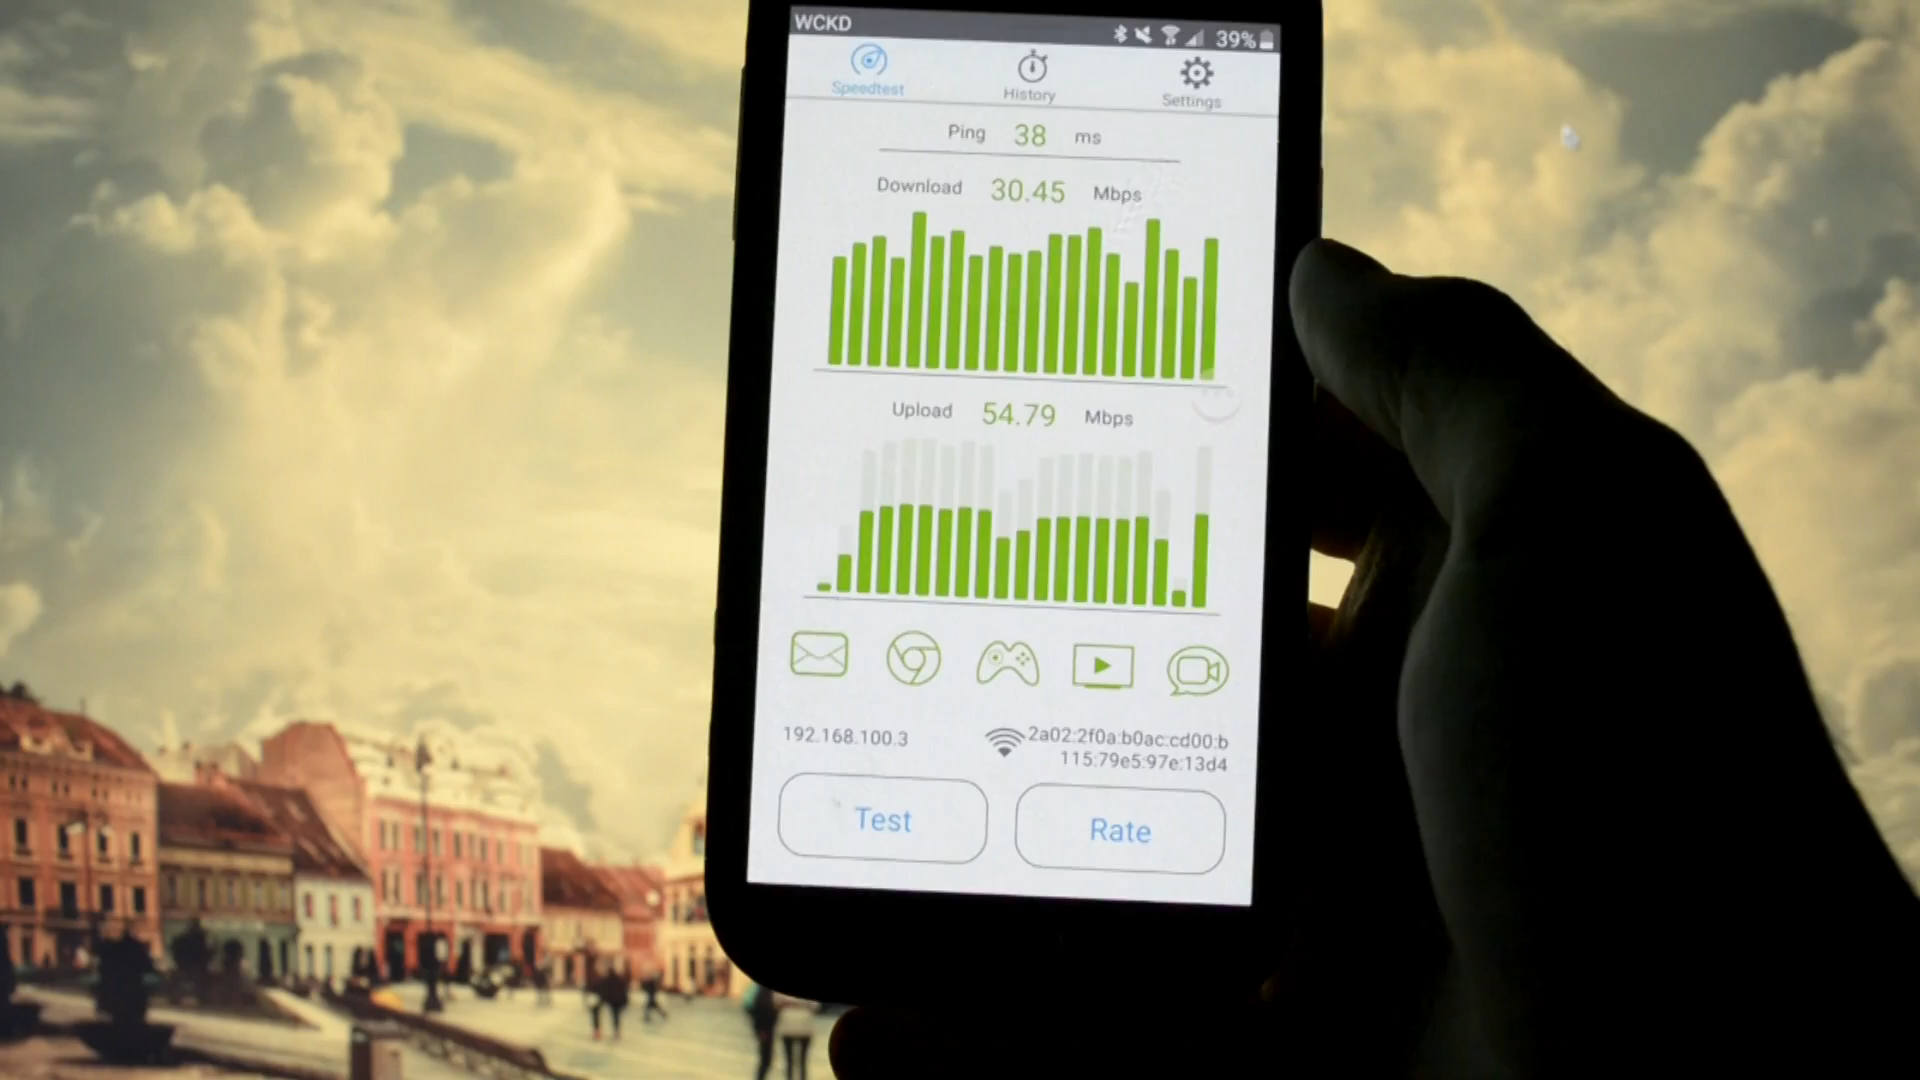 WCKD 39%
Speedtest History Settings
Ping 38 ms
Download 30.45 Mbps
Upload 54.79 Mbps
192.168.100.3 2a02:2f0a:b0ac:cd00:b
115:79e5:97e:13d4
Test Rate